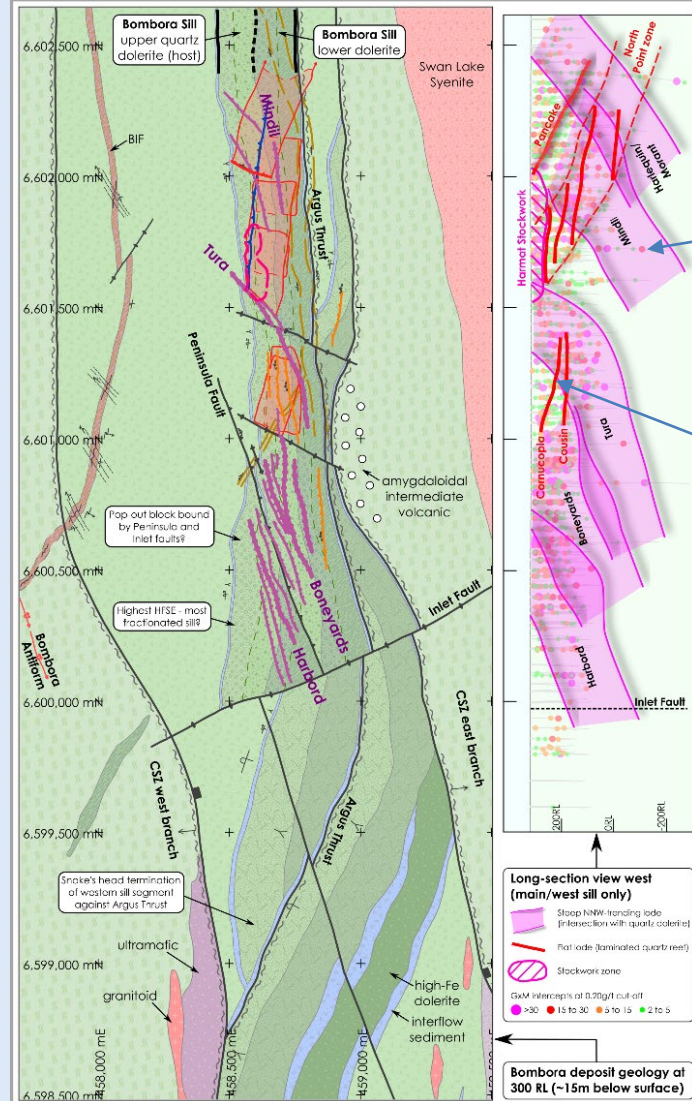 Bombora Sill
upper quartz
dolerite (host)
Bombora Sill
lower dolerite
Swan Lake
Syenite
6,602,500 mN
BIF
Mindil
6,602,000 mN
Argus Thrust
Tura
6,601,500 mN
Peninsula Fault
6,601,000 mN
amygdaloidal
intermediate
volcanic
Pop out block bound
by Peninsula and
Inlet faults?
6,600,500 mN
Boneyards
Highest HFSE - most
fractionated sill?
Inlet Fault
Harbord
Bombora
Antiform
6,600,000 mN
CSZ west branch
CSZ east branch
Argus Thrust
6,599,500 mN
Snake's head termination
of western sill segment
against Argus Thrust
ultramafic
6,599,000 mN
granitoid
high-Fe
dolerite
interflow
sediment
458,000 mE
458,500 mE
459,000 mE
6,598,500 mN
North
Point zone
Pancake
Harlequin/
Morant
Mindil
Harmat Stockwork
Tura
Cornucopia
Cousin
Boneyards
Harbord
Inlet Fault
200RL
0RL
-200RL
Long-section view west
(main/west sill only)
Steep NNW-trending lode
(intersection with quartz dolerite)
Flat lode (laminated quartz reef)
Stockwork zone
GxM intercepts at 0.20g/t cut-off
>30 15 to 30 5 to 15 2 to 5
Bombora deposit geology at
300 RL (~15m below surface)